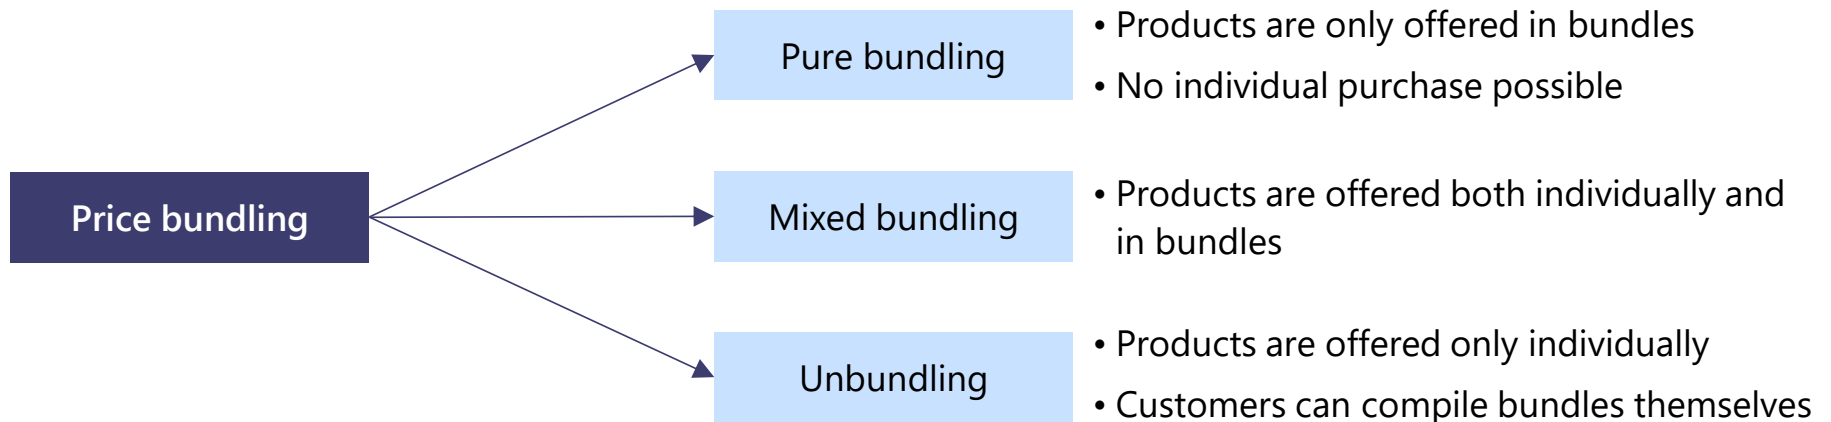 Price bundling
Pure bundling
• Products are only offered in bundles
• No individual purchase possible
Mixed bundling
• Products are offered both individually and
in bundles
Unbundling
• Products are offered only individually
• Customers can compile bundles themselves